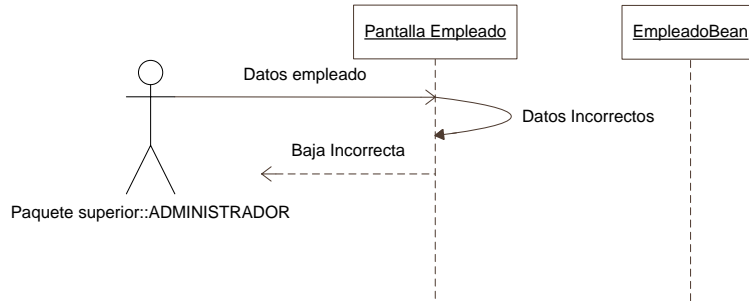 Pantalla Empleado
EmpleadoBean
Datos empleado
Datos Incorrectos
Baja Incorrecta
Paquete superior::ADMINISTRADOR